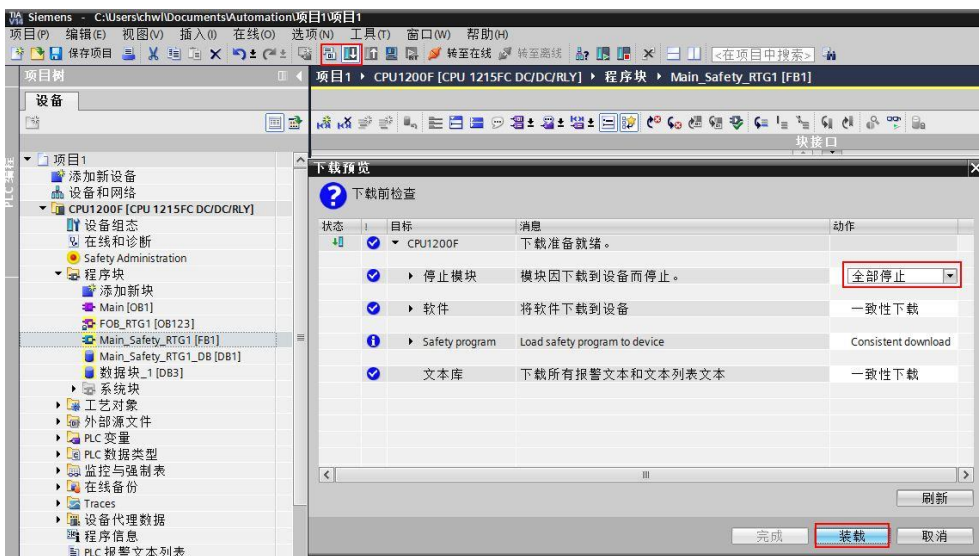 Siemens - C:\Users\chwl\Documents\Automation\项目1\项目1
项目(P) 编辑(E) 视图(V) 插入(I) 在线(O) 选项(N) 工具(T) 窗口(W) 帮助(H)
保存项目 转至在线 转至离线 <在项目中搜索>
项目树
项目1 CPU1200F [CPU 1215FC DC/DC/RLY] 程序块 Main_Safety_RTG1 [FB1]
设备
块接口
项目1
添加新设备
设备和网络
CPU1200F [CPU 1215FC DC/DC/RLY]
设备组态
在线和诊断
Safety Administration
程序块
添加新块
Main [OB1]
FOB_RTG1 [OB123]
Main_Safety_RTG1 [FB1]
Main_Safety_RTG1_DB [DB1]
数据块_1 [DB3]
系统块
工艺对象
外部源文件
PLC 变量
PLC 数据类型
监控与强制表
在线备份
Traces
设备代理数据
程序信息
PLC 报警文本列表
下载预览
下载前检查
状态 ! 目标 消息 动作
CPU1200F 下载准备就绪。
停止模块 模块因下载到设备而停止。 全部停止
软件 将软件下载到设备 一致性下载
Safety program Load safety program to device Consistent download
文本库 下载所有报警文本和文本列表文本 一致性下载
刷新
完成 装载 取消